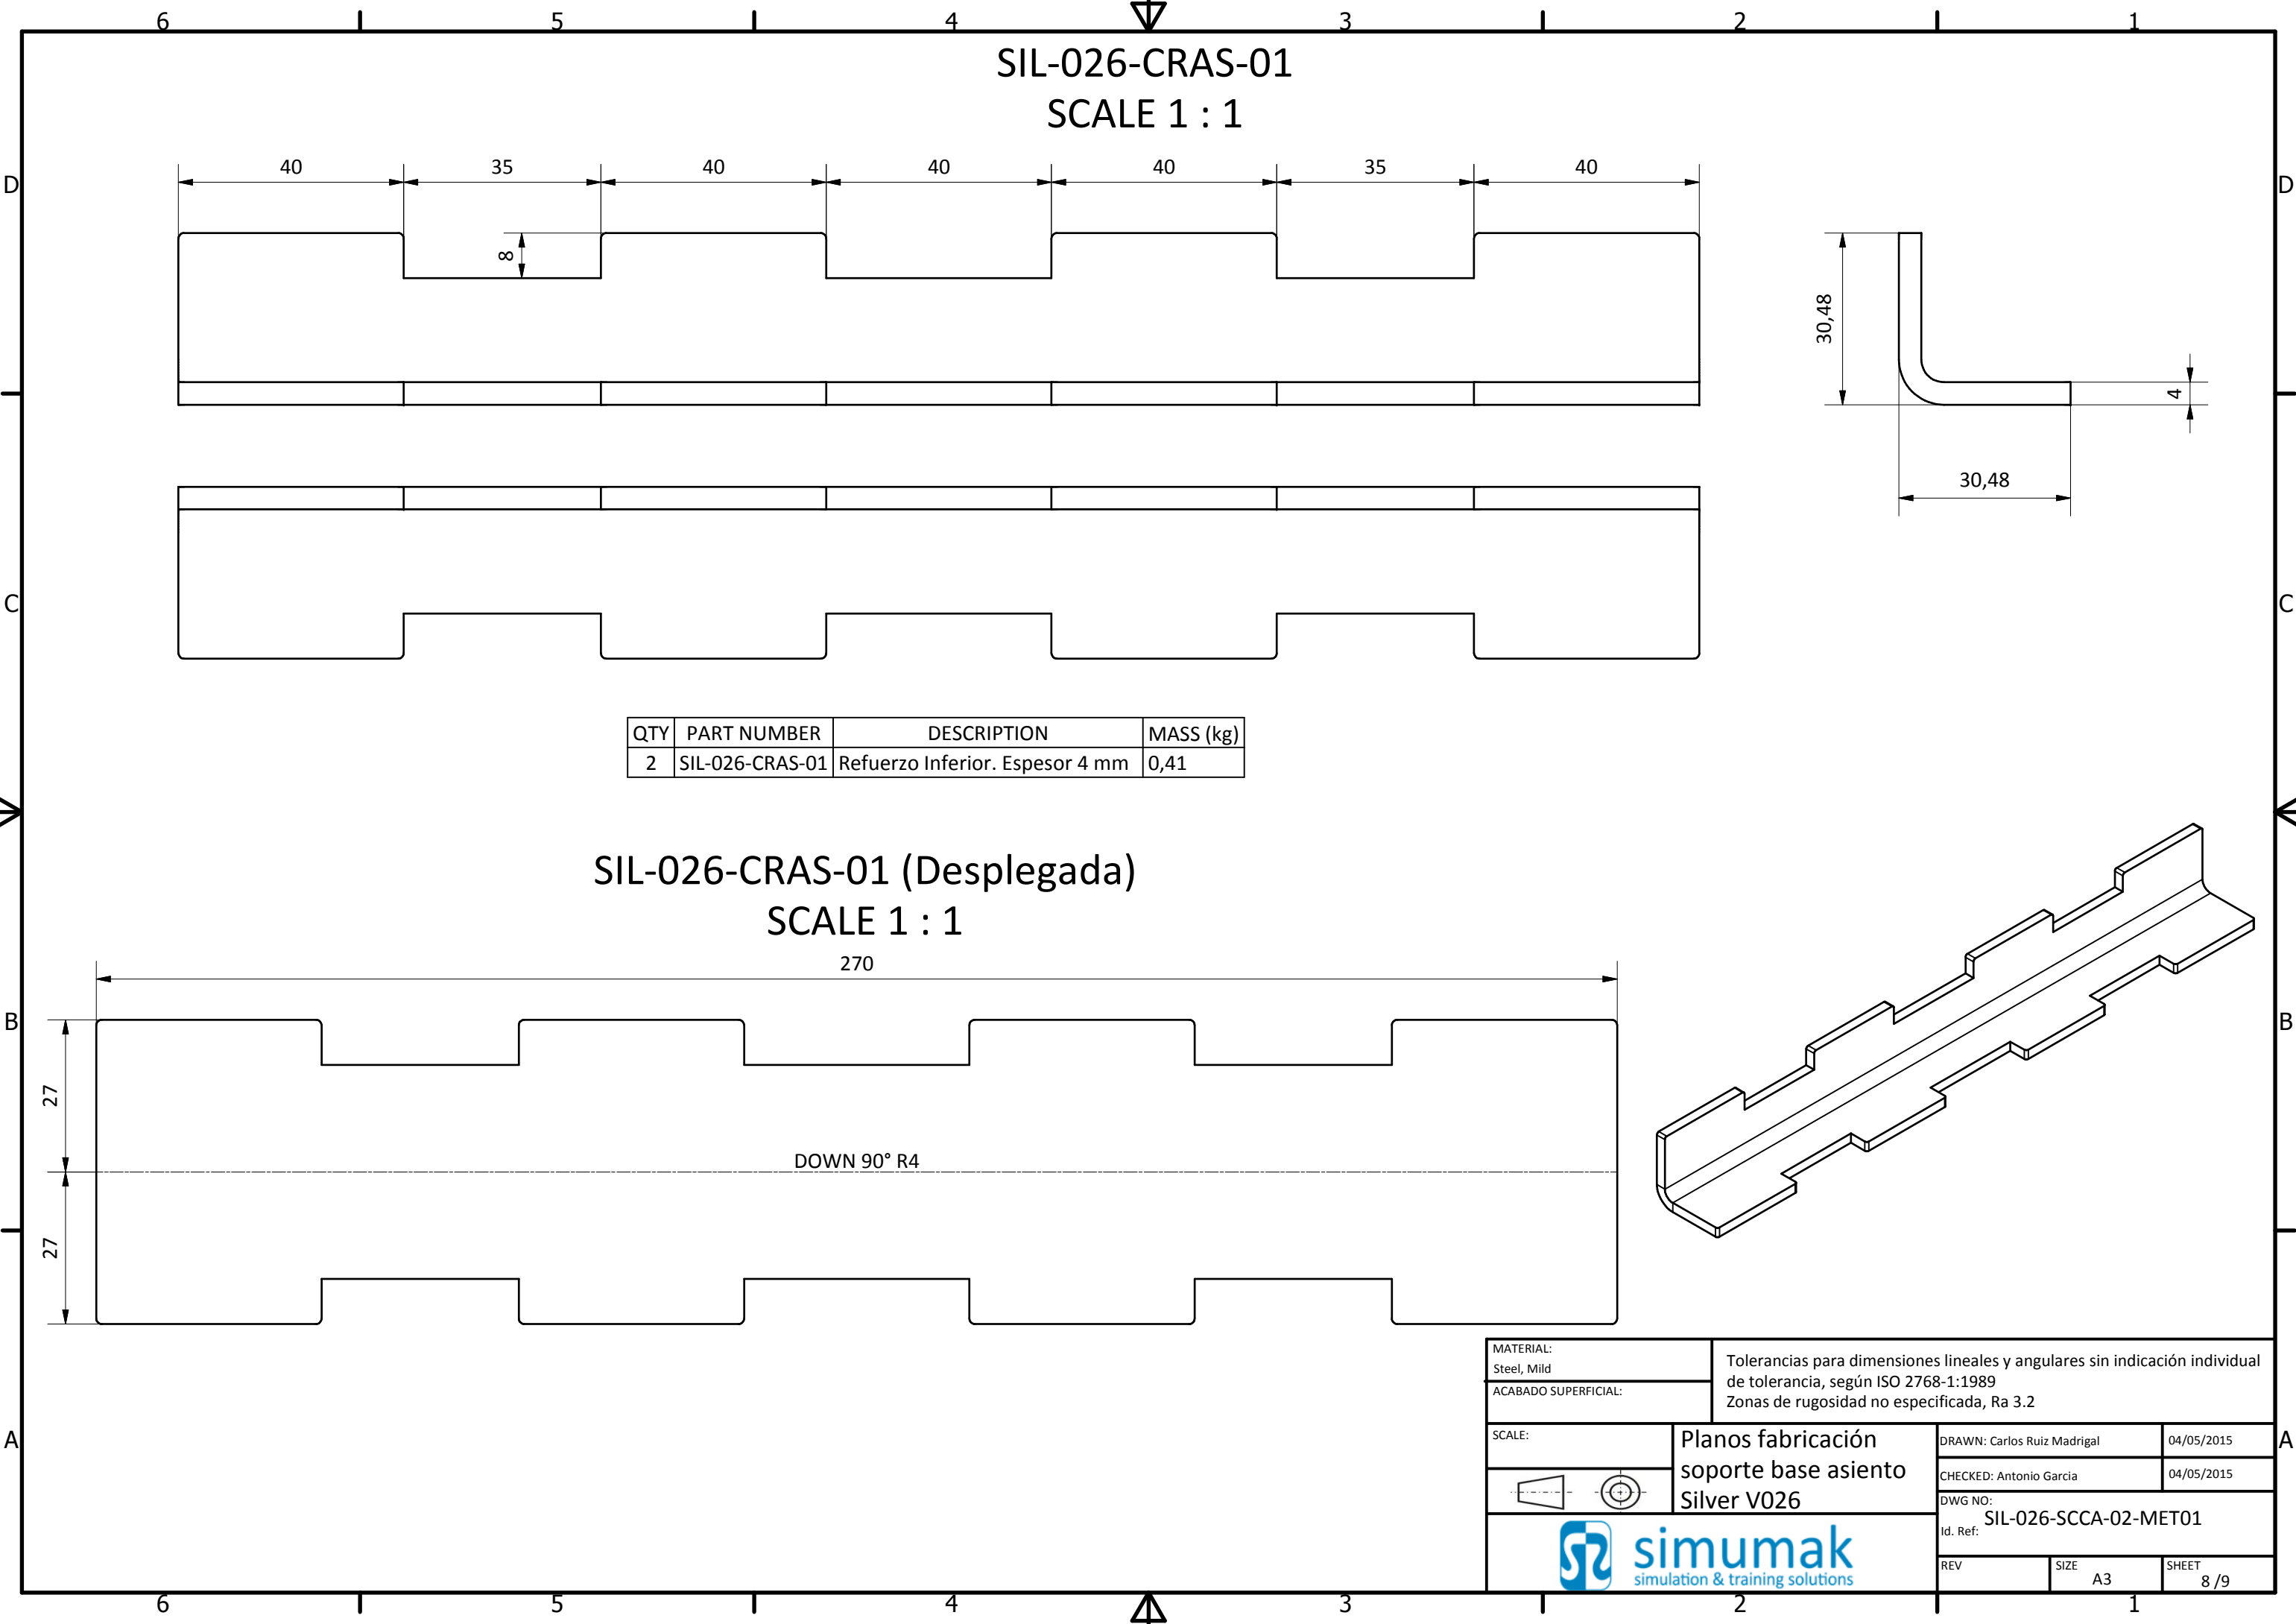 6 5 4 3 2 1
SIL-026-CRAS-01
SCALE 1 : 1
40 35 40 40 40 35 40
D D
8
30,48
4
30,48
C C
QTY PART NUMBER DESCRIPTION MASS (kg)
2 SIL-026-CRAS-01 Refuerzo Inferior. Espesor 4 mm 0,41
SIL-026-CRAS-01 (Desplegada)
SCALE 1 : 1
270
B B
27
DOWN 90° R4
27
MATERIAL:
Steel, Mild
ACABADO SUPERFICIAL:
Tolerancias para dimensiones lineales y angulares sin indicación individual
de tolerancia, según ISO 2768-1:1989
Zonas de rugosidad no especificada, Ra 3.2
A A
SCALE:
Planos fabricación
soporte base asiento
Silver V026
DRAWN: Carlos Ruiz Madrigal 04/05/2015
CHECKED: Antonio Garcia 04/05/2015
DWG NO:
SIL-026-SCCA-02-MET01
Id. Ref:
simumak
simulation & training solutions
REV SIZE SHEET
A3 8 /9
6 5 4 3 2 1